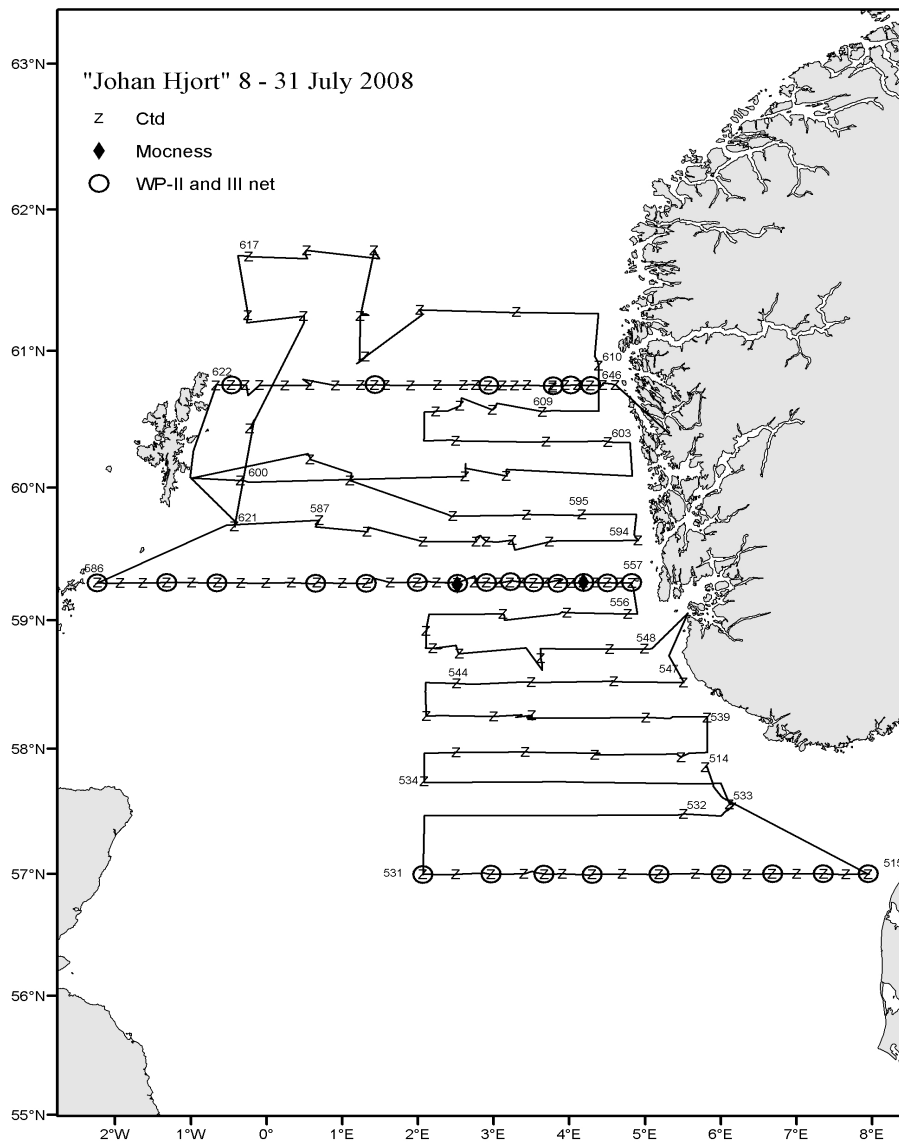 63°N
"Johan Hjort" 8 - 31 July 2008
z Ctd
Mocness
WP-II and III net
62°N
617
61°N
610
622
646
609
603
600
60°N
595
587
621
594
586
557
556
59°N
548
547
544
539
58°N
514
534
533
532
57°N
531
515
56°N
55°N
2°W 1°W 0° 1°E 2°E 3°E 4°E 5°E 6°E 7°E 8°E